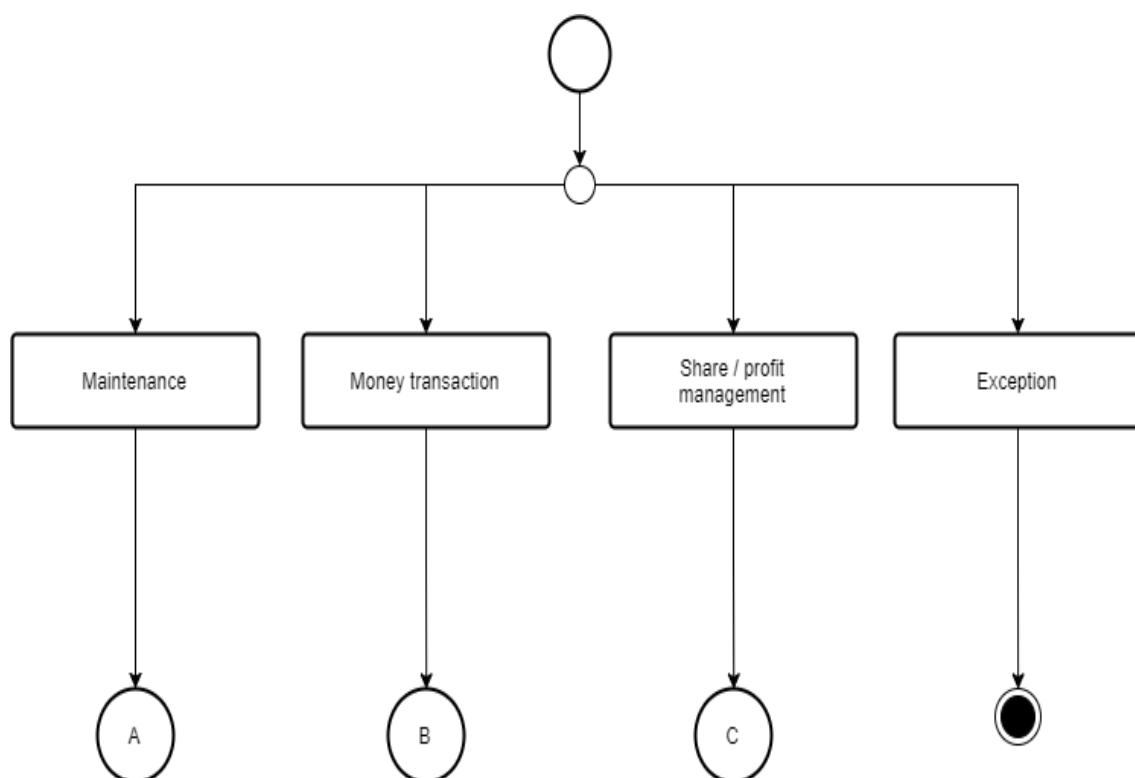 Maintenance
Money transaction
Share / profit
management
Exception
A
B
C